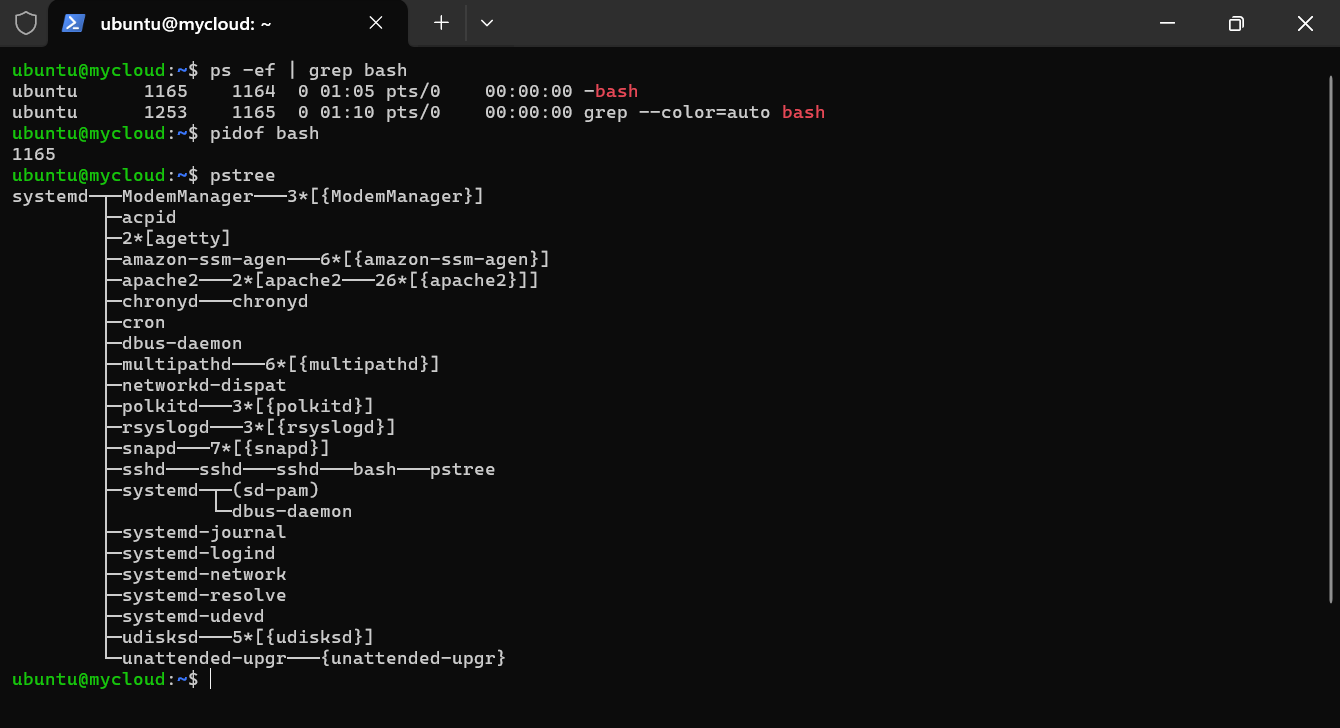 ubuntu@mycloud: ~
ubuntu@mycloud:~$ ps -ef | grep bash
ubuntu      1165    1164  0 01:05 pts/0    00:00:00 -bash
ubuntu      1253    1165  0 01:10 pts/0    00:00:00 grep --color=auto bash
ubuntu@mycloud:~$ pidof bash
1165
ubuntu@mycloud:~$ pstree
systemd─┬─ModemManager───3*[{ModemManager}]
        ├─acpid
        ├─2*[agetty]
        ├─amazon-ssm-agen───6*[{amazon-ssm-agen}]
        ├─apache2───2*[apache2───26*[{apache2}]]
        ├─chronyd───chronyd
        ├─cron
        ├─dbus-daemon
        ├─multipathd───6*[{multipathd}]
        ├─networkd-dispat
        ├─polkitd───3*[{polkitd}]
        ├─rsyslogd───3*[{rsyslogd}]
        ├─snapd───7*[{snapd}]
        ├─sshd───sshd───sshd───bash───pstree
        ├─systemd─┬─(sd-pam)
        │         └─dbus-daemon
        ├─systemd-journal
        ├─systemd-logind
        ├─systemd-network
        ├─systemd-resolve
        ├─systemd-udevd
        ├─udisksd───5*[{udisksd}]
        └─unattended-upgr───{unattended-upgr}
ubuntu@mycloud:~$